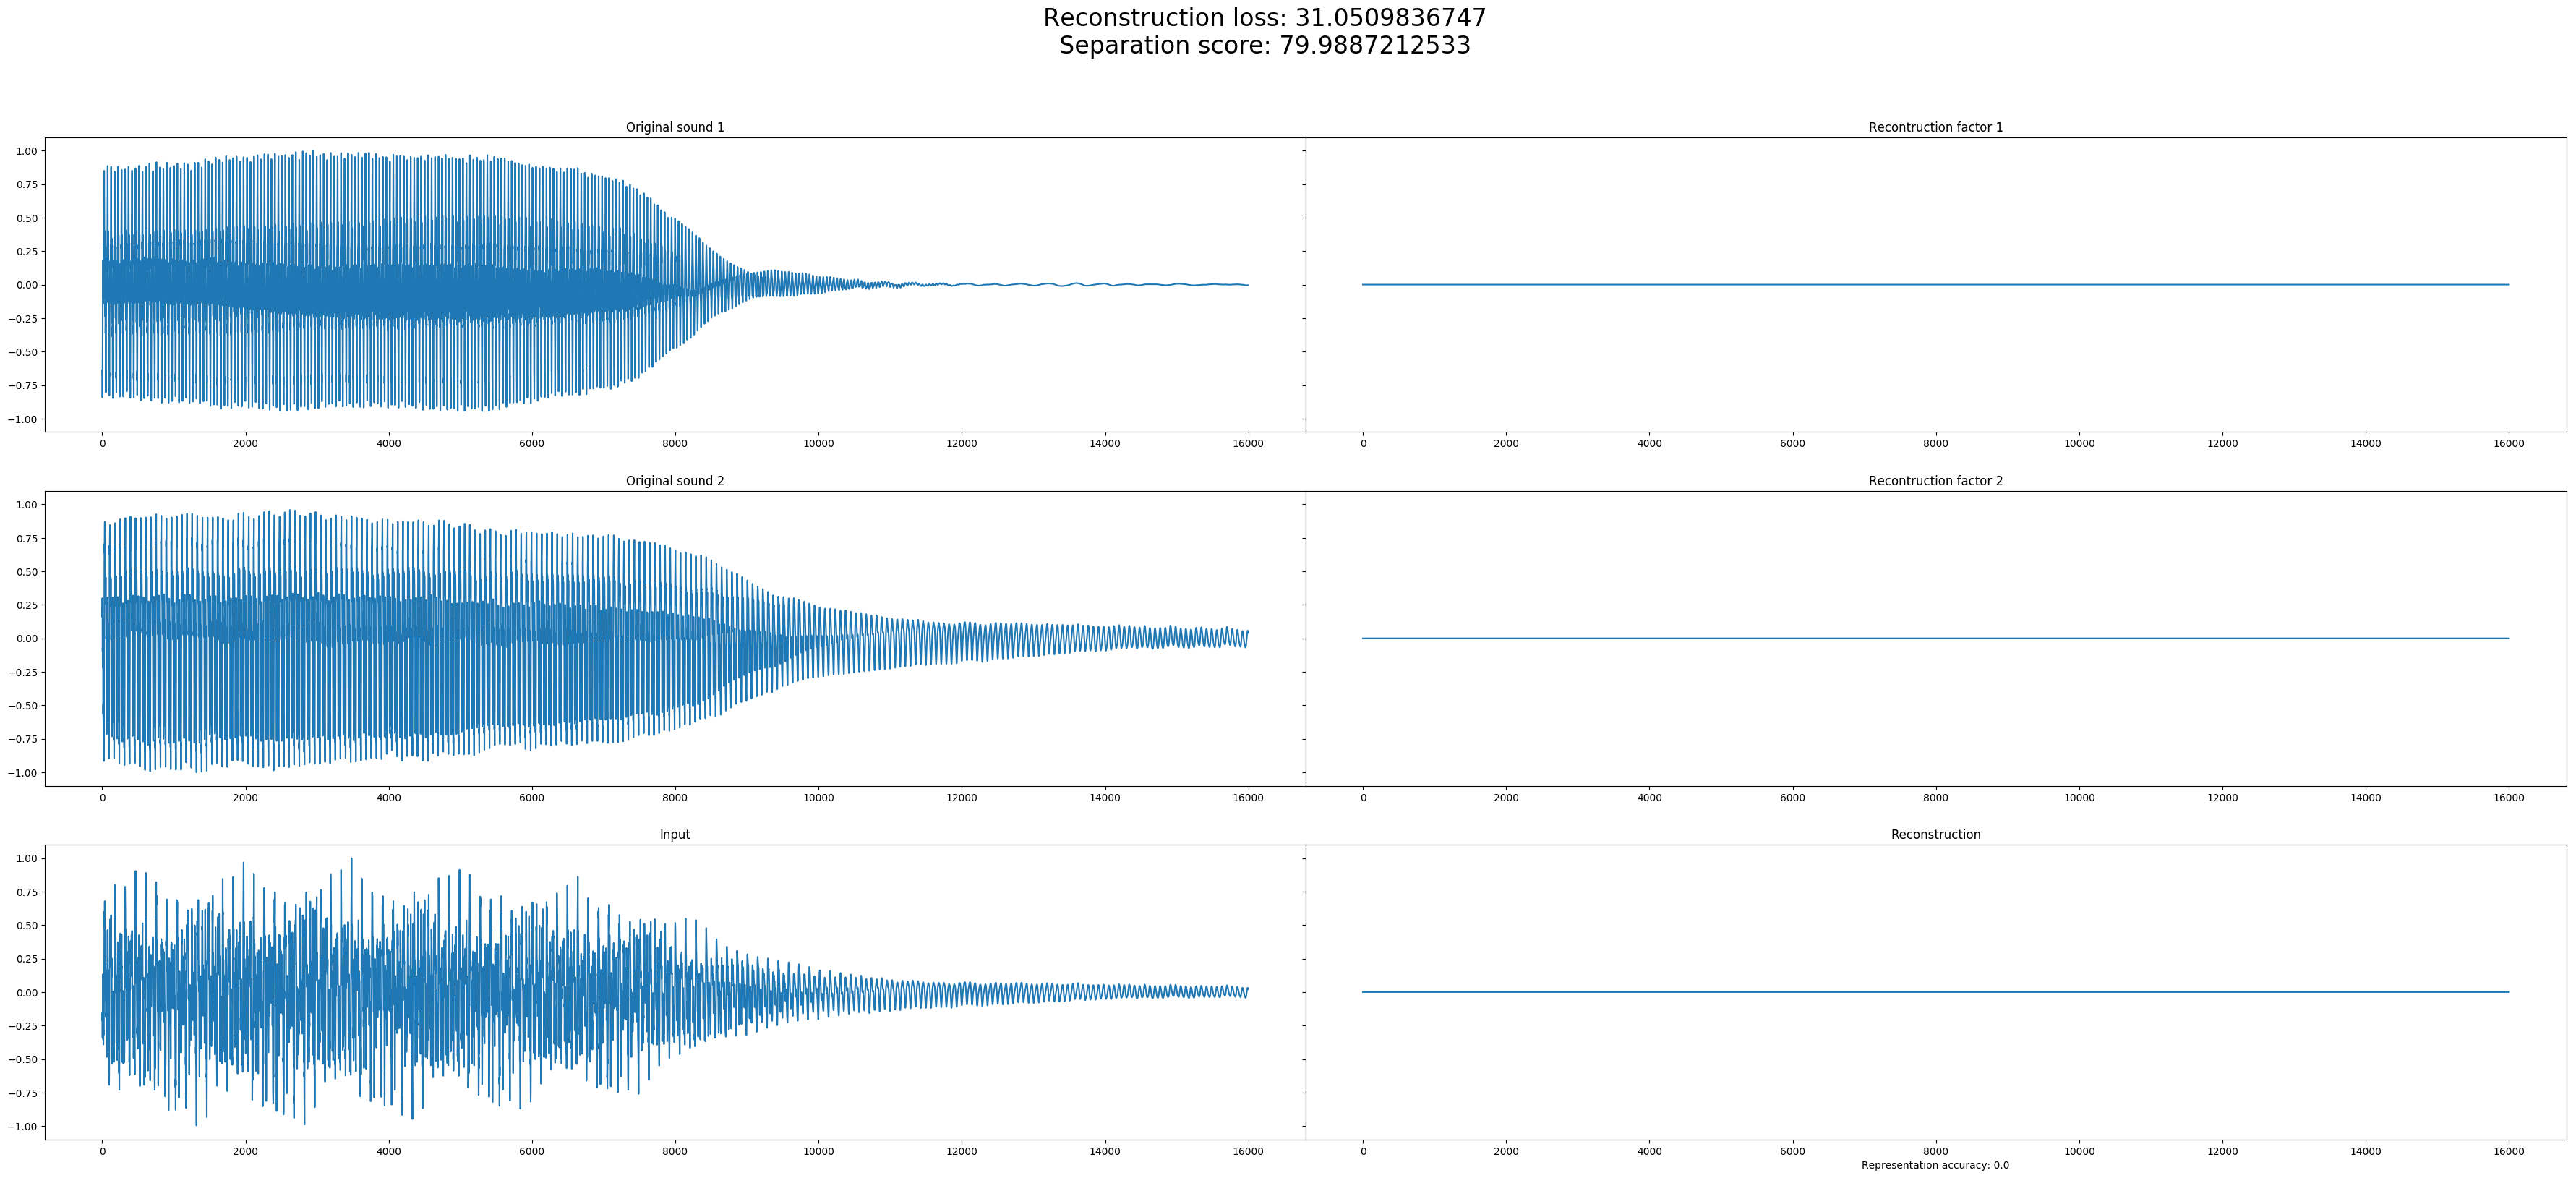 Reconstruction loss: 31.0509836747
Separation score: 79.9887212533
Original sound 1
Recontruction factor 1
1.00
0.75
0.50
0.25
0.00
−0.25
−0.50
−0.75
−1.00
0 2000 4000 6000 8000 10000 12000 14000 16000
0 2000 4000 6000 8000 10000 12000 14000 16000
Original sound 2
Recontruction factor 2
1.00
0.75
0.50
0.25
0.00
−0.25
−0.50
−0.75
−1.00
0 2000 4000 6000 8000 10000 12000 14000 16000
0 2000 4000 6000 8000 10000 12000 14000 16000
Input
Reconstruction
1.00
0.75
0.50
0.25
0.00
−0.25
−0.50
−0.75
−1.00
0 2000 4000 6000 8000 10000 12000 14000 16000
0 2000 4000 6000 8000 10000 12000 14000 16000
Representation accuracy: 0.0